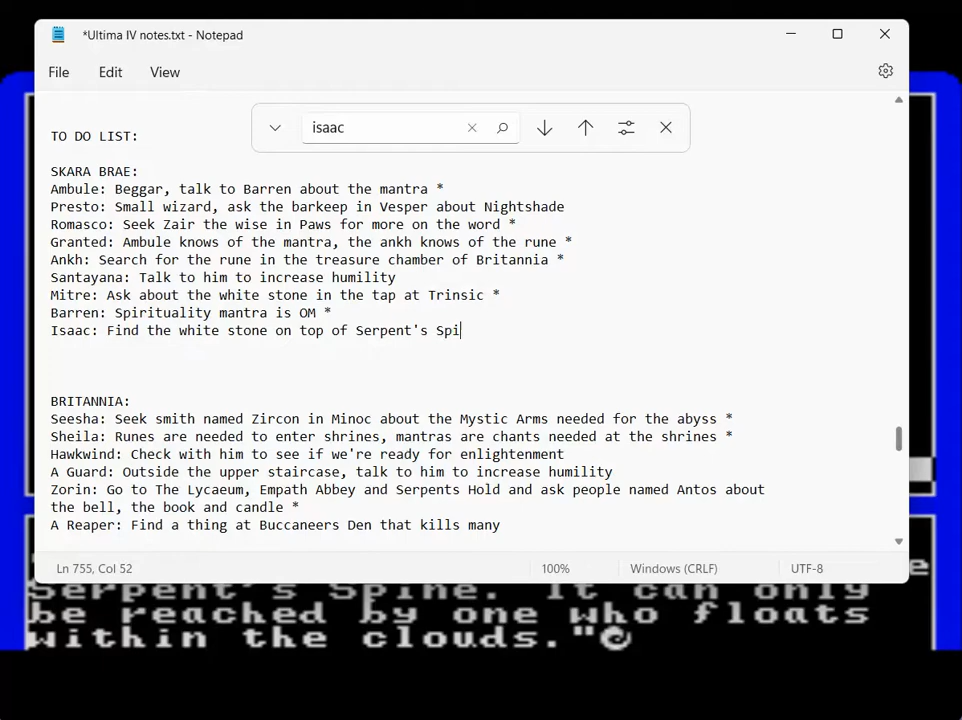 *Ultima IV notes.txt - Notepad
File Edit View
isaac
TO DO LIST:
SKARA BRAE:
Ambule: Beggar, talk to Barren about the mantra *
Presto: Small wizard, ask the barkeep in Vesper about Nightshade
Romasco: Seek Zair the wise in Paws for more on the word *
Granted: Ambule knows of the mantra, the ankh knows of the rune *
Ankh: Search for the rune in the treasure chamber of Britannia *
Santayana: Talk to him to increase humility
Mitre: Ask about the white stone in the tap at Trinsic *
Barren: Spirituality mantra is OM *
Isaac: Find the white stone on top of Serpent's Spi
BRITANNIA:
Seesha: Seek smith named Zircon in Minoc about the Mystic Arms needed for the abyss *
Sheila: Runes are needed to enter shrines, mantras are chants needed at the shrines *
Hawkwind: Check with him to see if we're ready for enlightenment
A Guard: Outside the upper staircase, talk to him to increase humility
Zorin: Go to The Lycaeum, Empath Abbey and Serpents Hold and ask people named Antos about
the bell, the book and candle *
A Reaper: Find a thing at Buccaneers Den that kills many
Ln 755, Col 52 100% Windows (CRLF) UTF-8
Serpent's Spine. It can only
be reached by one who floats
within the clouds."